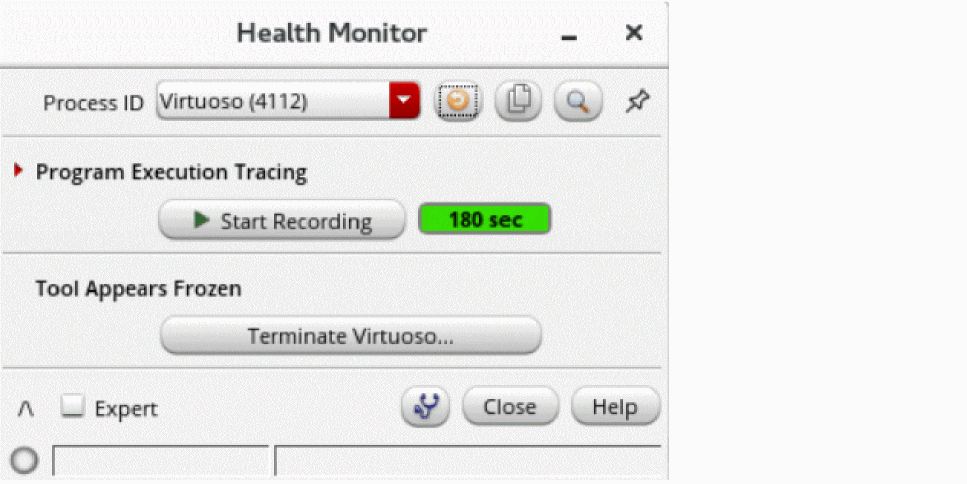 Health Monitor
Process ID Virtuoso (4112)
Program Execution Tracing
Start Recording 180 sec
Tool Appears Frozen
Terminate Virtuoso...
Expert Close Help